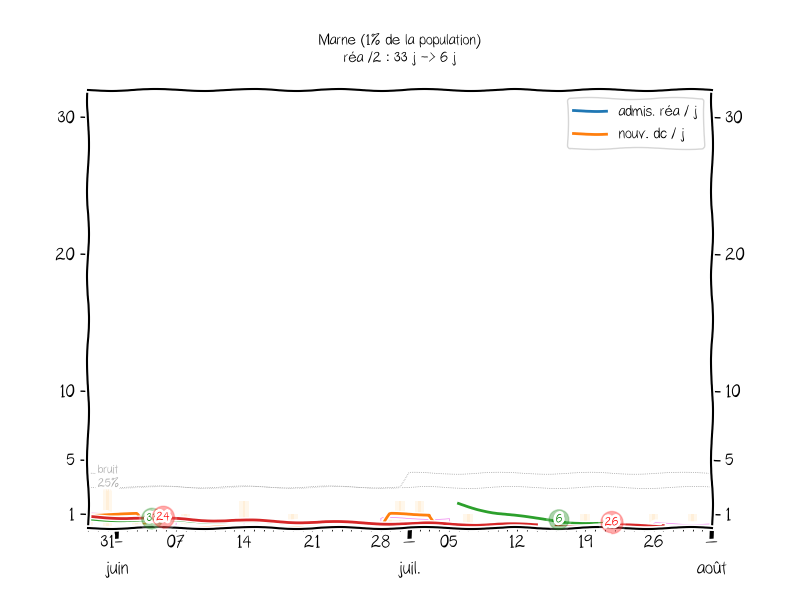 Marne (1% de la population)
réa /2 : 33 j -> 6 j
admis. réa / j
nouv. dc / j
30 30
20 20
10 10
5 5
bruit
25%
1 1
3 24 6 26
31 07 14 21 28 05 12 19 26
juin juil. août